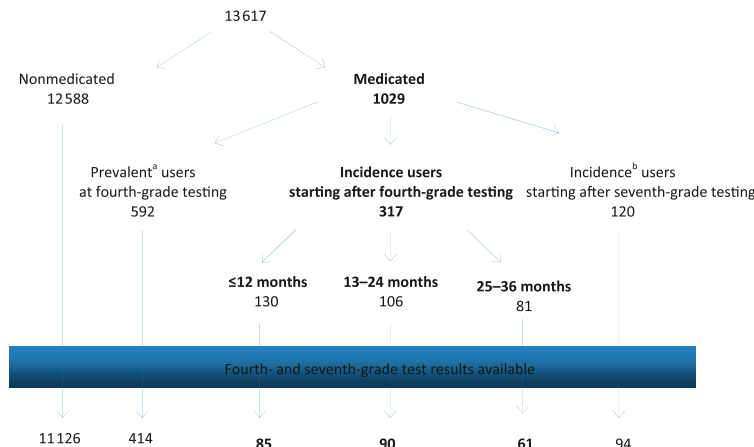 13 617
Nonmedicated
12 588
Medicated
1029
Prevalentᵃ users
at fourth-grade testing
592
Incidence users
starting after fourth-grade testing
317
Incidenceᵇ users
starting after seventh-grade testing
120
≤12 months
130
13–24 months
106
25–36 months
81
Fourth- and seventh-grade test results available
11 126
414
85
90
61
94